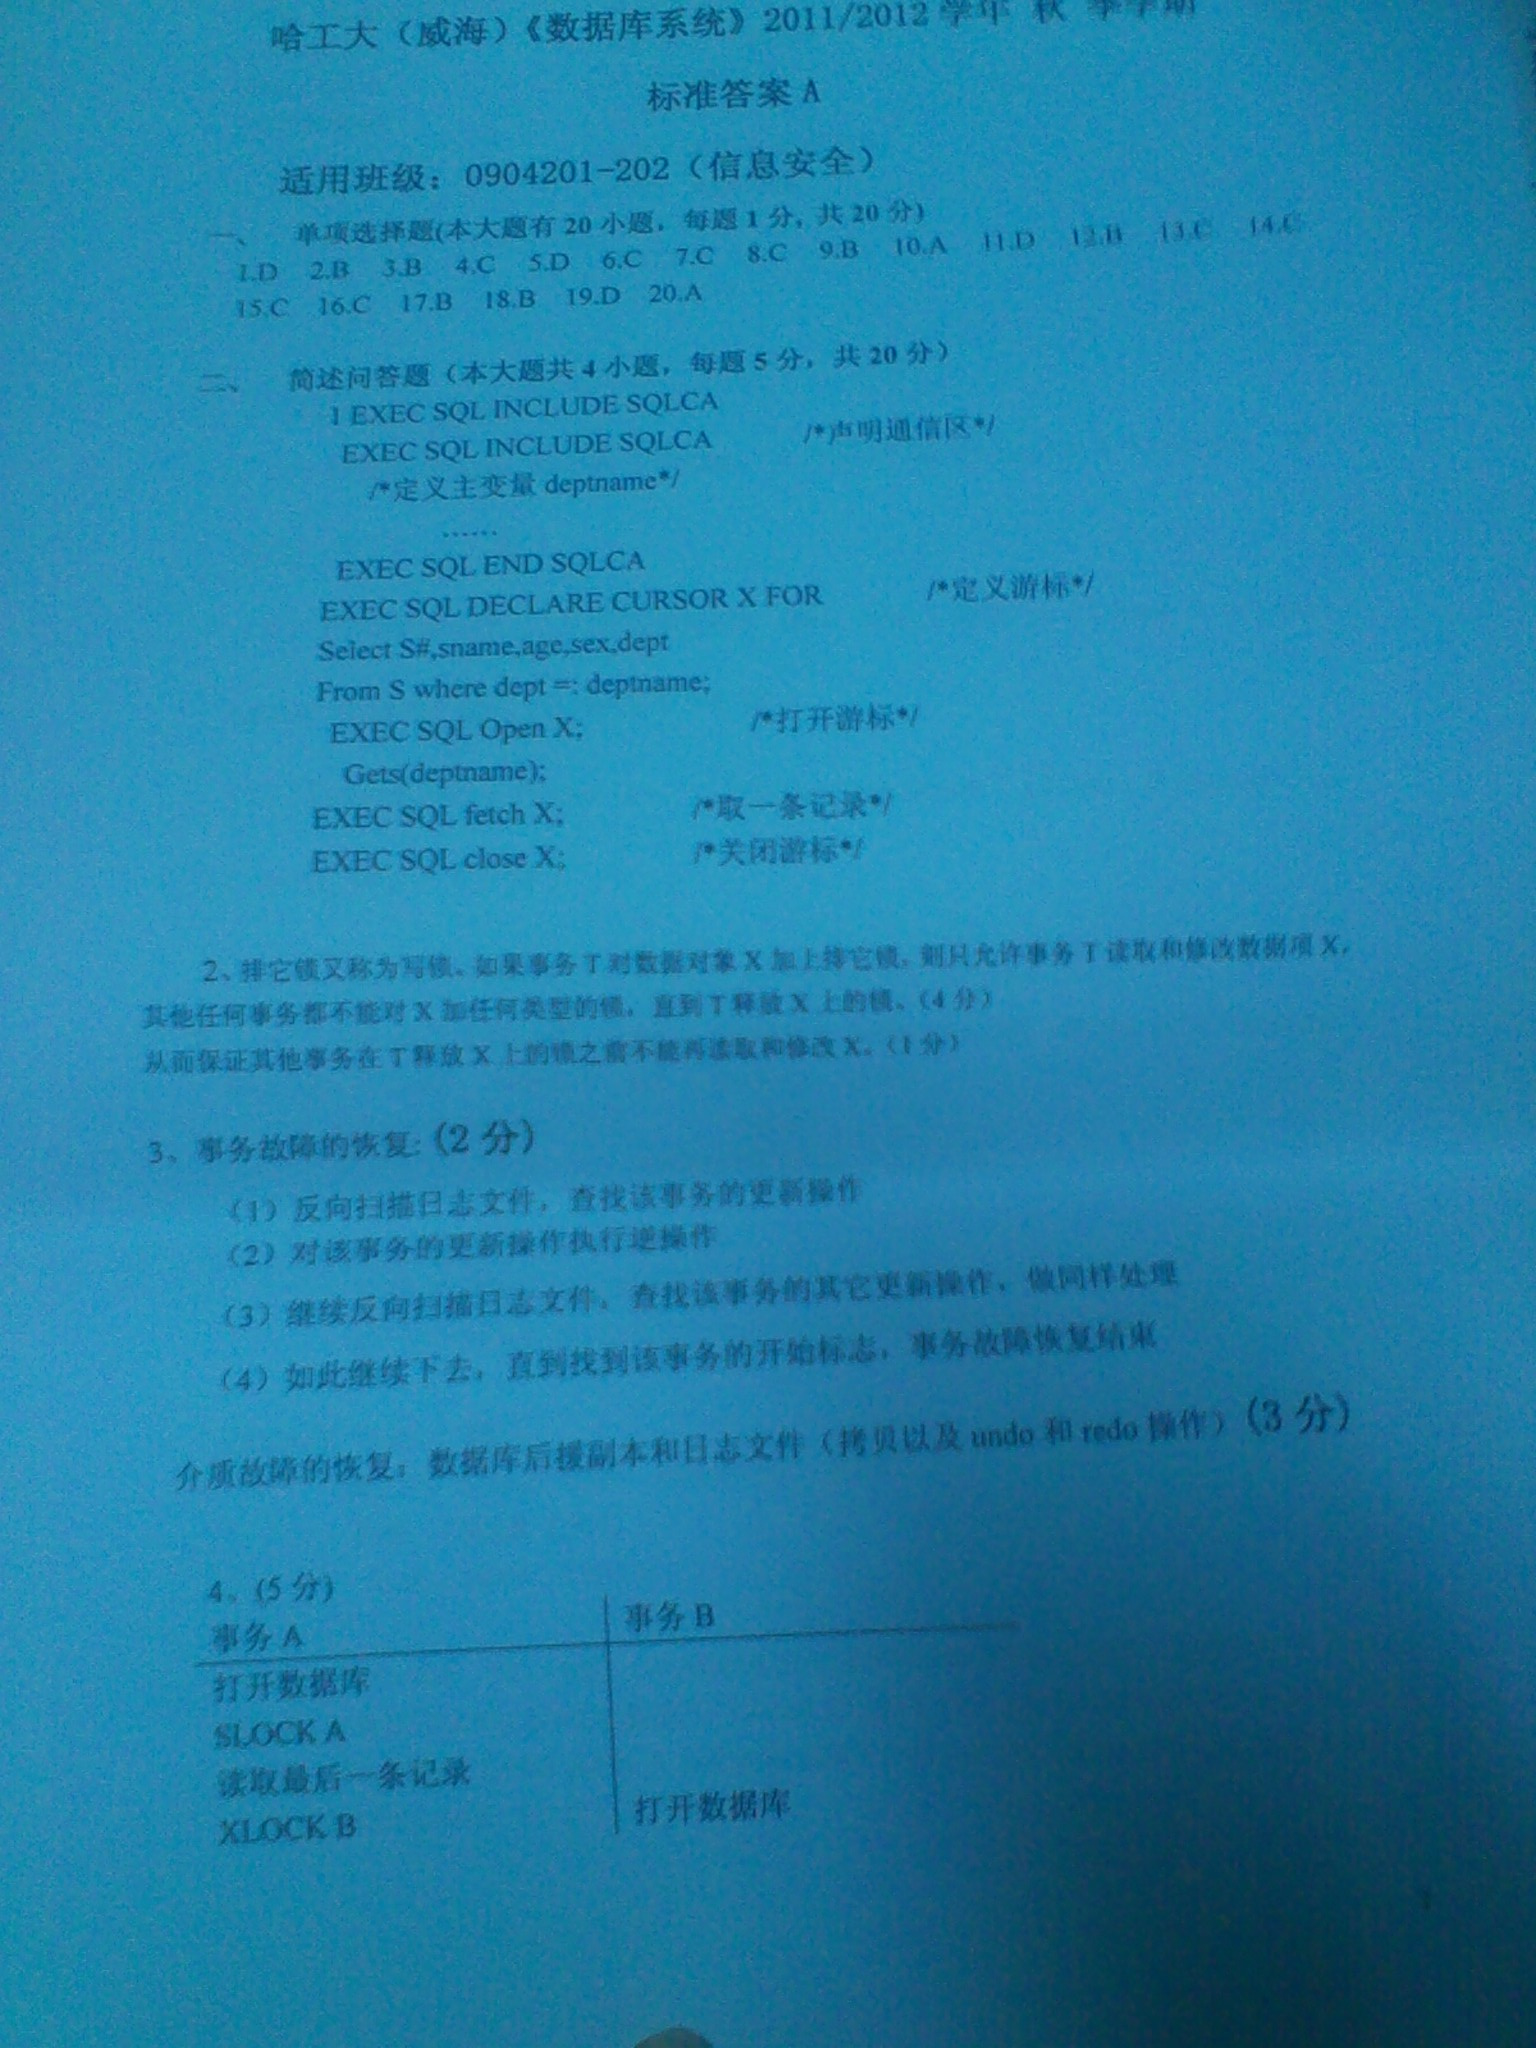 哈工大（威海）《数据库系统》2011/2012 学年 秋 季学期
标准答案 A
适用班级：0904201-202（信息安全）
一、 单项选择题(本大题有 20 小题，每题 1 分，共 20 分)
1.D 2.B 3.B 4.C 5.D 6.C 7.C 8.C 9.B 10.A 11.D 12.B 13.C 14.C
15.C 16.C 17.B 18.B 19.D 20.A
二、 简述问答题（本大题共 4 小题，每题 5 分，共 20 分）
1 EXEC SQL INCLUDE SQLCA
EXEC SQL INCLUDE SQLCA /*声明通信区*/
/*定义主变量 deptname*/
……
EXEC SQL END SQLCA
EXEC SQL DECLARE CURSOR X FOR /*定义游标*/
Select S#,sname,age,sex,dept
From S where dept =: deptname;
EXEC SQL Open X; /*打开游标*/
Gets(deptname);
EXEC SQL fetch X; /*取一条记录*/
EXEC SQL close X; /*关闭游标*/
2、排它锁又称为写锁。如果事务 T 对数据对象 X 加上排它锁，则只允许事务 T 读取和修改数据项 X，
其他任何事务都不能对 X 加任何类型的锁，直到 T 释放 X 上的锁。（4 分）
从而保证其他事务在 T 释放 X 上的锁之前不能再读取和修改 X。（1 分）
3、事务故障的恢复:（2 分）
（1）反向扫描日志文件，查找该事务的更新操作
（2）对该事务的更新操作执行逆操作
（3）继续反向扫描日志文件，查找该事务的其它更新操作，做同样处理
（4）如此继续下去，直到找到该事务的开始标志，事务故障恢复结束
介质故障的恢复：数据库后援副本和日志文件（拷贝以及 undo 和 redo 操作）（3 分）
4。(5 分)
事务 A 事务 B
打开数据库
SLOCK A
读取最后一条记录
XLOCK B 打开数据库